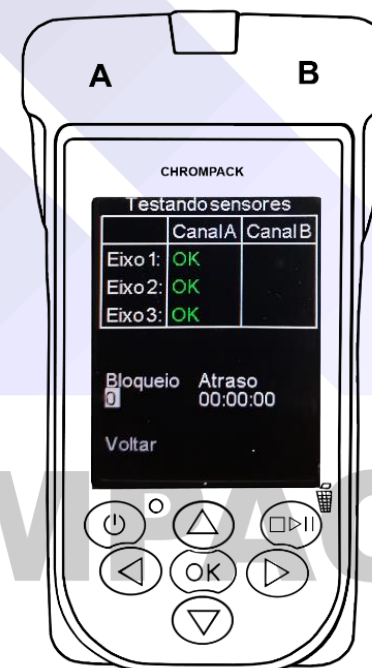 A B
CHROMPACK
Testando sensores
Canal A Canal B
Eixo 1: OK
Eixo 2: OK
Eixo 3: OK
Bloqueio Atraso
0 00:00:00
Voltar
MPAC
OK